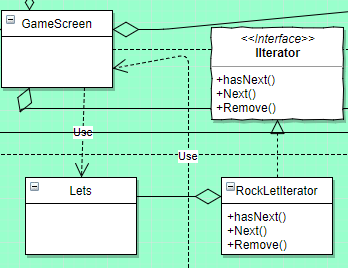 GameScreen
<<Interface>>
IIterator
+hasNext()
+Next()
+Remove()
Use
Use
Lets
RockLetIterator
+hasNext()
+Next()
+Remove()